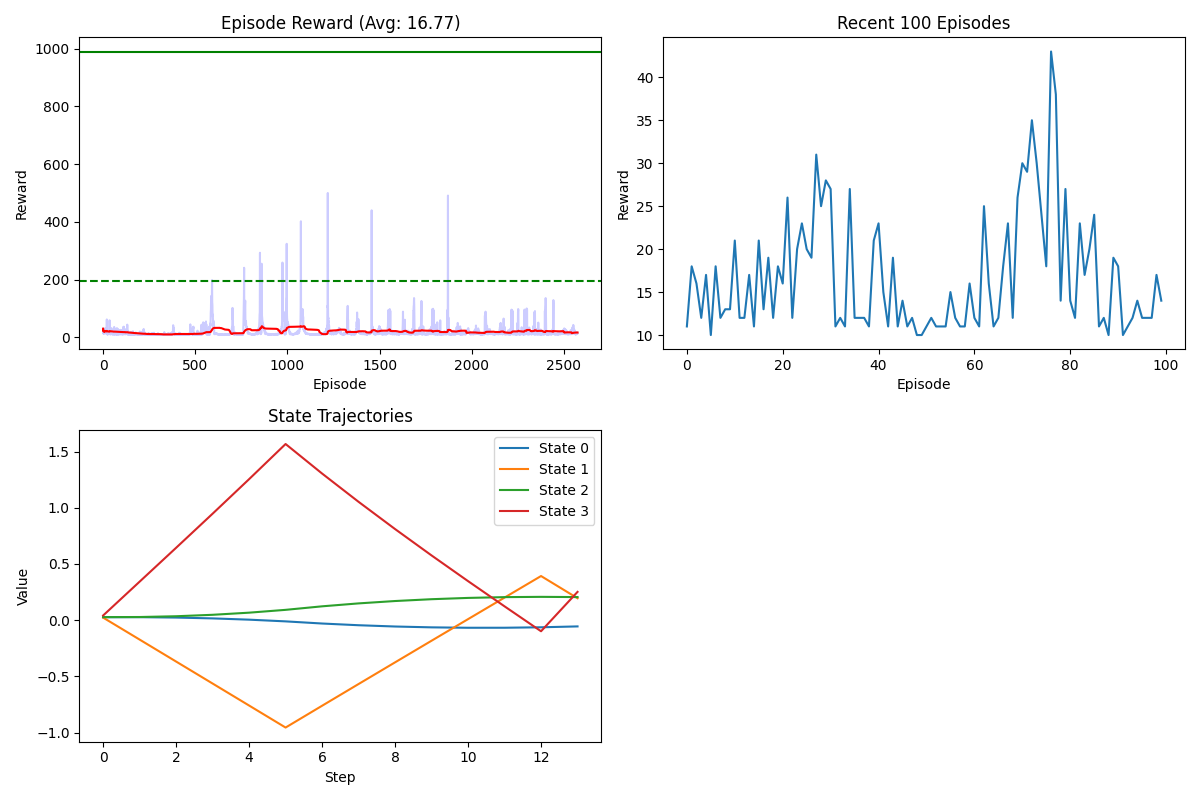 Episode Reward (Avg: 16.77)
Reward
1000
800
600
400
200
0
0 500 1000 1500 2000 2500
Episode
Recent 100 Episodes
Reward
40
35
30
25
20
15
10
0 20 40 60 80 100
Episode
State Trajectories
Value
1.5
1.0
0.5
0.0
−0.5
−1.0
State 0
State 1
State 2
State 3
0 2 4 6 8 10 12
Step